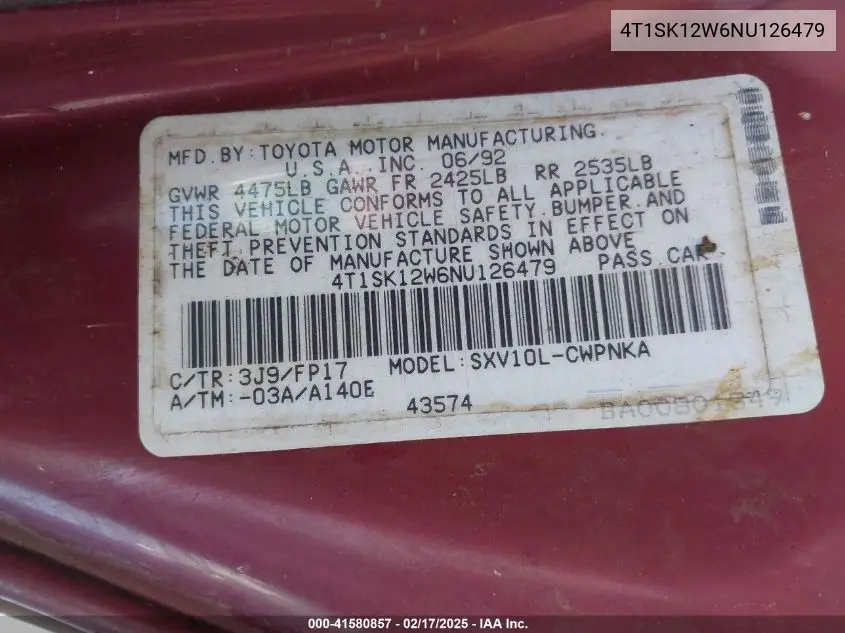 4T1SK12W6NU126479
MFD. BY: TOYOTA MOTOR MANUFACTURING.
U.S.A. INC. 06/92
GVWR 4475LB GAWR FR 2425LB RR 2535LB
THIS VEHICLE CONFORMS TO ALL APPLICABLE
FEDERAL MOTOR VEHICLE SAFETY, BUMPER AND
THEFT PREVENTION STANDARDS IN EFFECT ON
THE DATE OF MANUFACTURE SHOWN ABOVE
4T1SK12W6NU126479 PASS. CAR
C/TR: 3J9/FP17 MODEL: SXV10L-CWPNKA
A/TM: -03A/A140E
43574
000-41580857 - 02/17/2025 - IAA Inc.